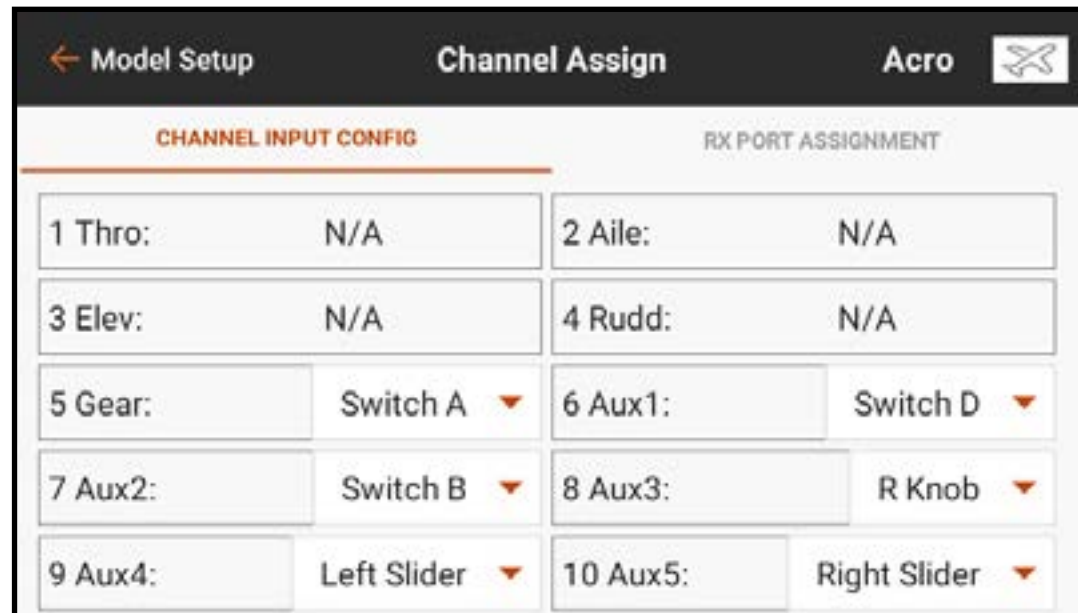 Model Setup Channel Assign Acro
CHANNEL INPUT CONFIG RX PORT ASSIGNMENT
1 Thro: N/A 2 Aile: N/A
3 Elev: N/A 4 Rudd: N/A
5 Gear: Switch A 6 Aux1: Switch D
7 Aux2: Switch B 8 Aux3: R Knob
9 Aux4: Left Slider 10 Aux5: Right Slider